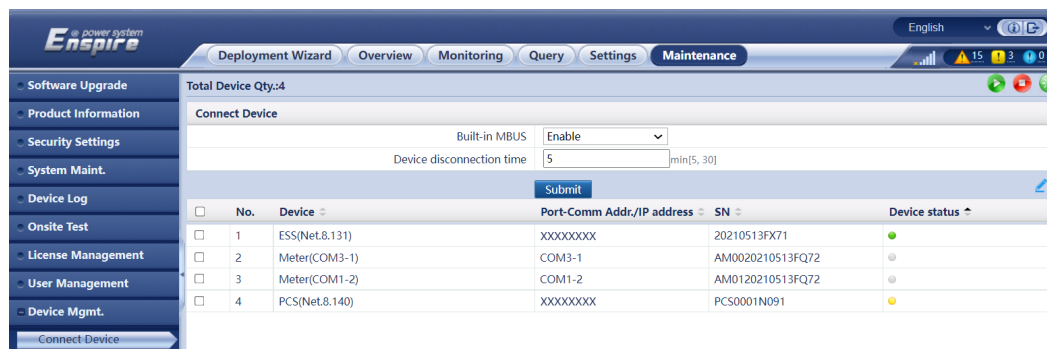 Enspire
e power system
English
Deployment Wizard Overview Monitoring Query Settings Maintenance
15 3 0
Software Upgrade
Product Information
Security Settings
System Maint.
Device Log
Onsite Test
License Management
User Management
Device Mgmt.
Connect Device
Total Device Qty.:4
Connect Device
Built-in MBUS Enable
Device disconnection time 5 min[5, 30]
Submit
No. Device Port-Comm Addr./IP address SN Device status
1 ESS(Net.8.131) XXXXXXXX 20210513FX71
2 Meter(COM3-1) COM3-1 AM0020210513FQ72
3 Meter(COM1-2) COM1-2 AM0120210513FQ72
4 PCS(Net.8.140) XXXXXXXX PCS0001N091